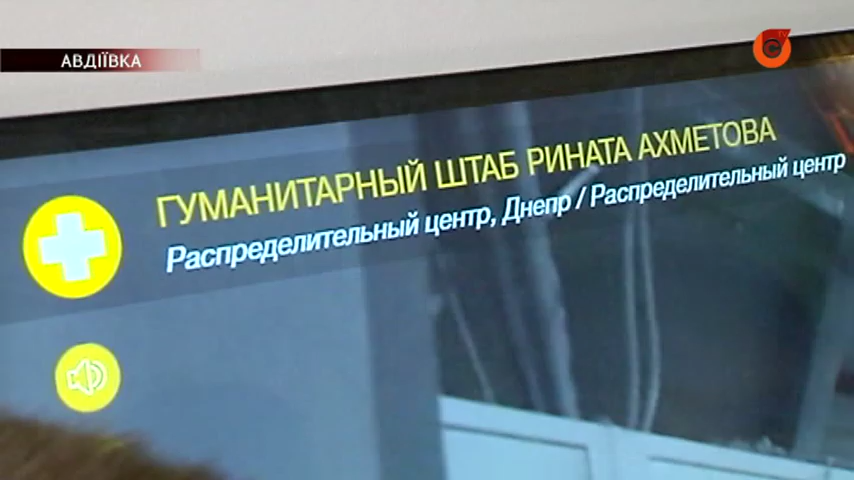 АВДІЇВКА
ГУМАНИТАРНЫЙ ШТАБ РИНАТА АХМЕТОВА
Распределительный центр, Днепр / Распределительный центр